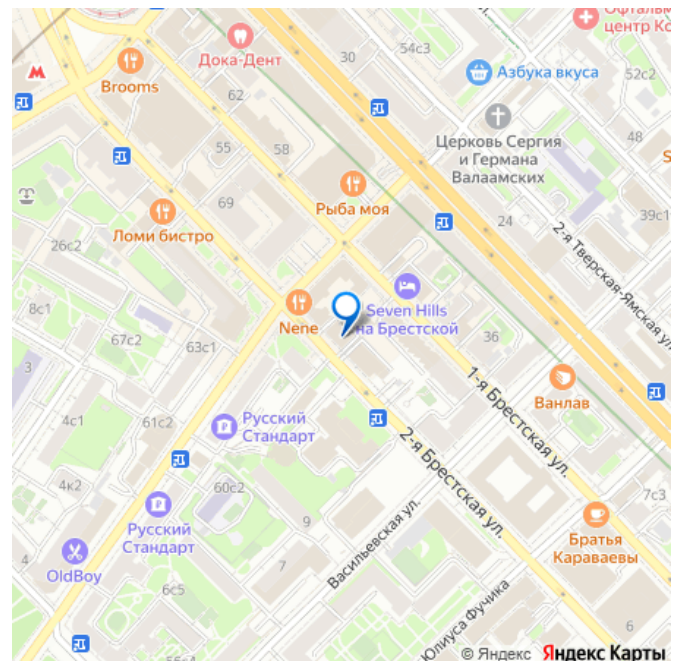 Офтальм
центр Ко
Дока-Дент
54с3
30
Азбука вкуса
52с2
М
Brooms
62
48
Церковь Сергия
и Германа
Валаамских
55
58
S
Рыба моя
69
39с1
Ломи бистро
24
2-я Тверская-Ямская ул.
26с2
8с1
Seven Hills
на Брестской
Nene
67с2
63с1
36
3
1-я Брестская ул.
Ванлав
4с1
61с2
Русский
Стандарт
2-я Брестская ул.
4к2
60с2
7с3
Русский
Стандарт
9
Васильевская ул.
Братья
Караваевы
4
OldBoy
7
6с5
Юлиуса Фучика
6
56с4
© Яндекс Яндекс Карты